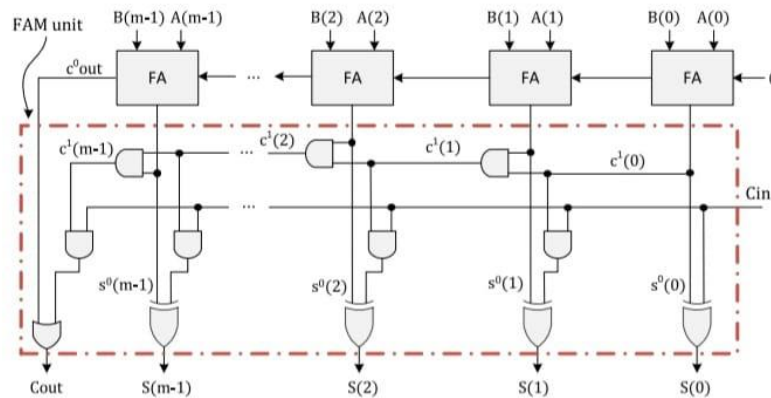 FAM unit
B(m-1) A(m-1) B(2) A(2) B(1) A(1) B(0) A(0)
c⁰out
FA ... FA FA FA
c¹(m-1) ... c¹(2) c¹(1) c¹(0)
Cin
...
s⁰(m-1) s⁰(2) s⁰(1) s⁰(0)
Cout S(m-1) S(2) S(1) S(0)